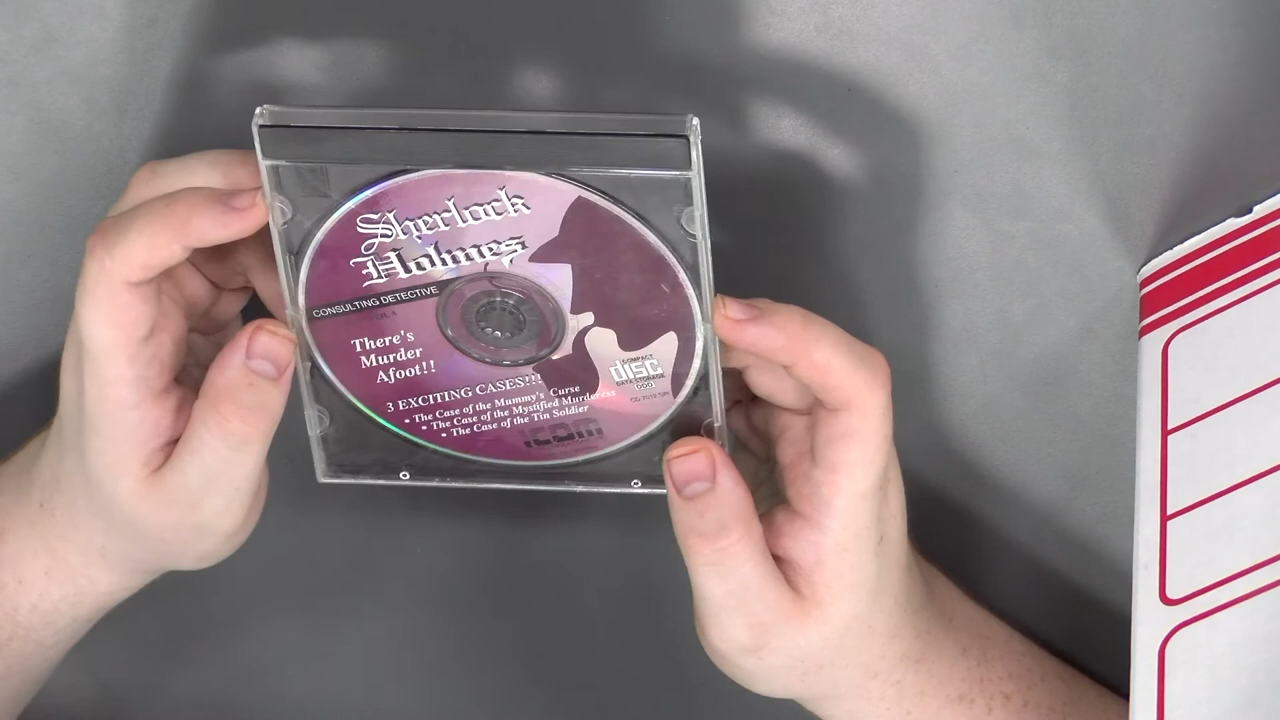 Sherlock
Holmes
CONSULTING DETECTIVE
There's
Murder
Afoot!!
3 EXCITING CASES!!!
• The Case of the Mummy's Curse
• The Case of the Mystified Murderess
• The Case of the Tin Soldier
COMPACT
disc
DATA STORAGE